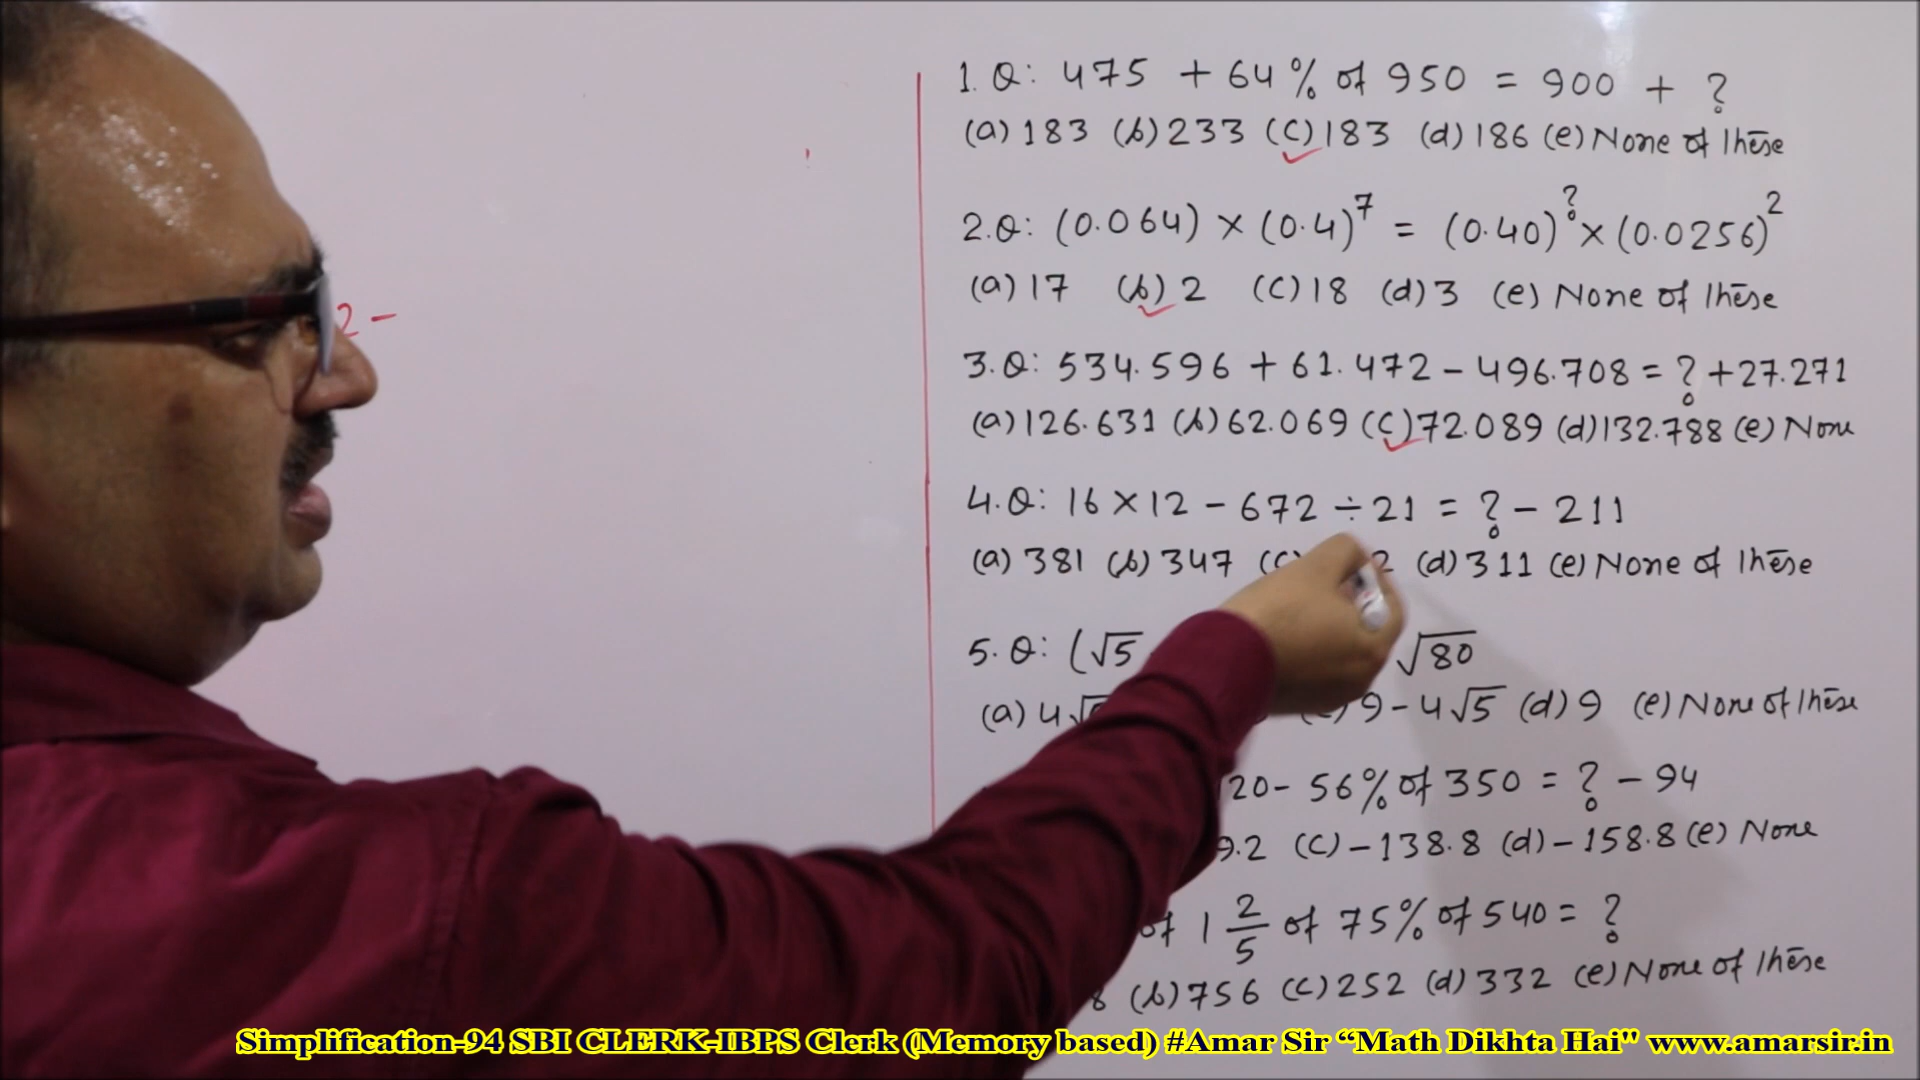 1. Q: 475 + 64% of 950 = 900 + ?
(a) 183 (b) 233 (c) 183 (d) 186 (e) None of these
2. Q: (0.064) × (0.4)^7 = (0.40)^? × (0.0256)^2
(a) 17 (b) 2 (c) 18 (d) 3 (e) None of these
2 -
3. Q: 534.596 + 61.472 - 496.708 = ? + 27.271
(a) 126.631 (b) 62.069 (c) 72.089 (d) 132.788 (e) None
4. Q: 16 × 12 - 672 ÷ 21 = ? - 211
(a) 381 (b) 347 (c) 2 (d) 311 (e) None of these
5. Q: (√5 √80
(a) 4√ 9 - 4√5 (d) 9 (e) None of these
20 - 56% of 350 = ? - 94
9.2 (c) -138.8 (d) -158.8 (e) None
of 1 2/5 of 75% of 540 = ?
8 (b) 756 (c) 252 (d) 332 (e) None of these
Simplification-94 SBI CLERK-IBPS Clerk (Memory based) #Amar Sir “Math Dikhta Hai" www.amarsir.in